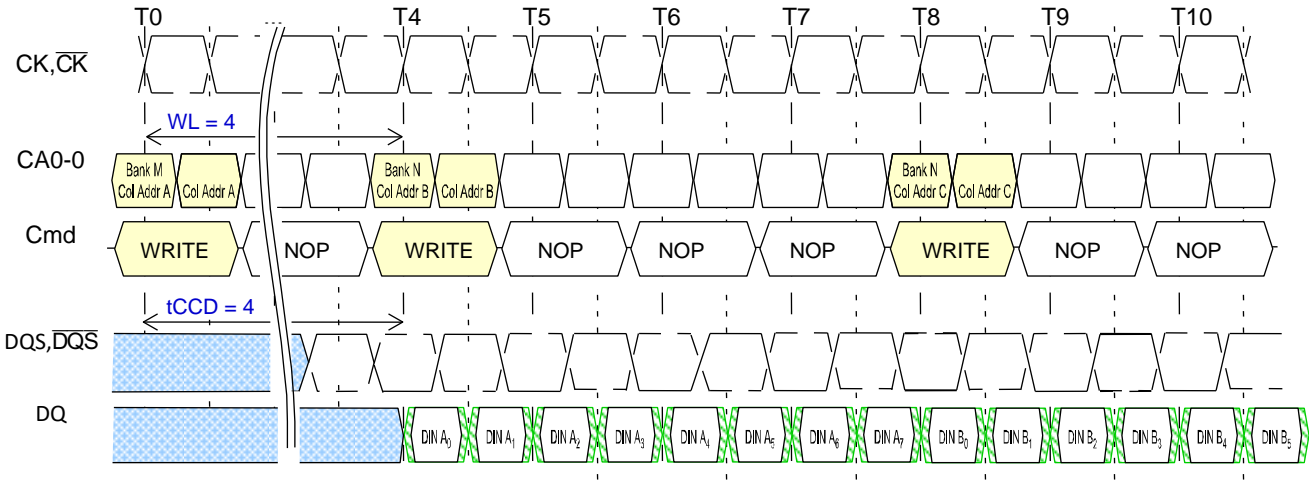 T0 ... T4 T5 T6 T7 T8 T9 T10
CK,CK
WL = 4
CA0-0
Bank M Col Addr A
Col Addr A
Bank N Col Addr B
Col Addr B
Bank N Col Addr C
Col Addr C
Cmd
WRITE NOP WRITE NOP NOP NOP WRITE NOP NOP
tCCD = 4
DQS,DQS
DQ
DIN A0 DIN A1 DIN A2 DIN A3 DIN A4 DIN A5 DIN A6 DIN A7 DIN B0 DIN B1 DIN B2 DIN B3 DIN B4 DIN B5